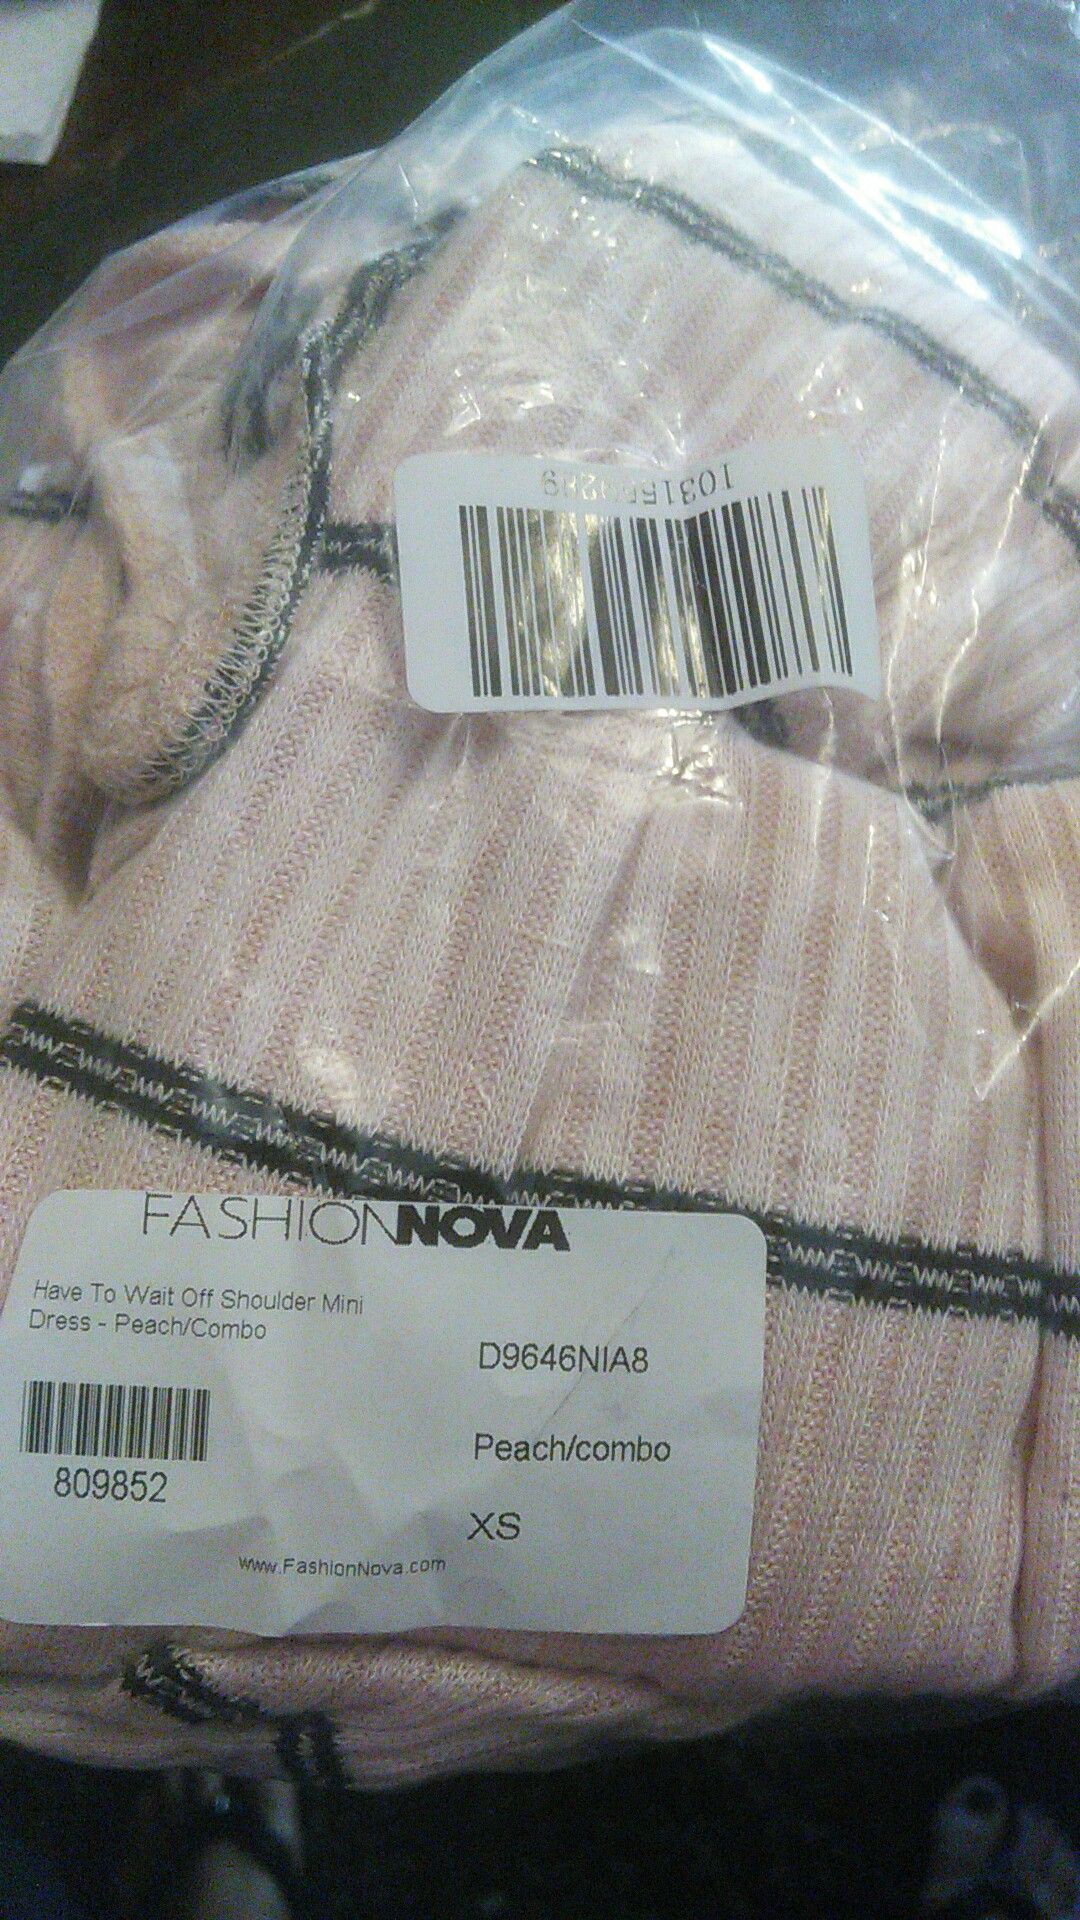 FASHIONNOVA
Have To Wait Off Shoulder Mini
Dress - Peach/Combo
D9646NIA8
809852
Peach/combo
XS
www.FashionNova.com